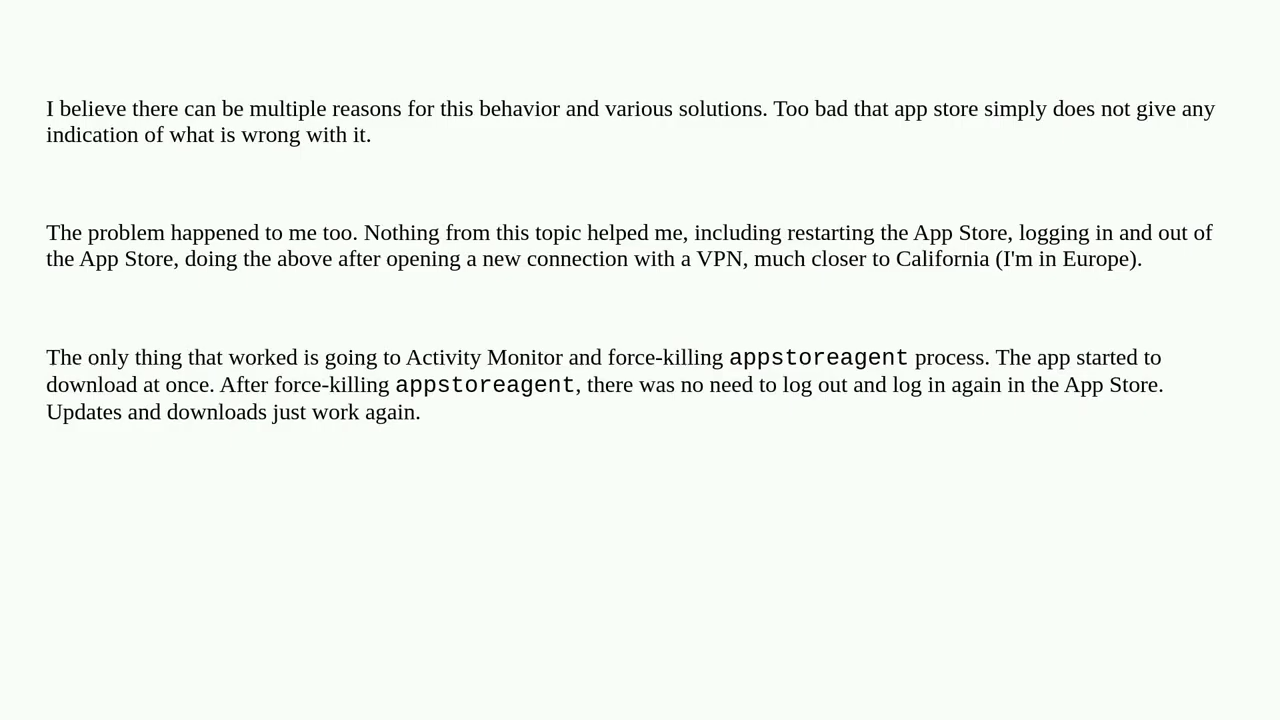 I believe there can be multiple reasons for this behavior and various solutions. Too bad that app store simply does not give any
indication of what is wrong with it.
The problem happened to me too. Nothing from this topic helped me, including restarting the App Store, logging in and out of
the App Store, doing the above after opening a new connection with a VPN, much closer to California (I'm in Europe).
The only thing that worked is going to Activity Monitor and force-killing appstoreagent process. The app started to
download at once. After force-killing appstoreagent, there was no need to log out and log in again in the App Store.
Updates and downloads just work again.